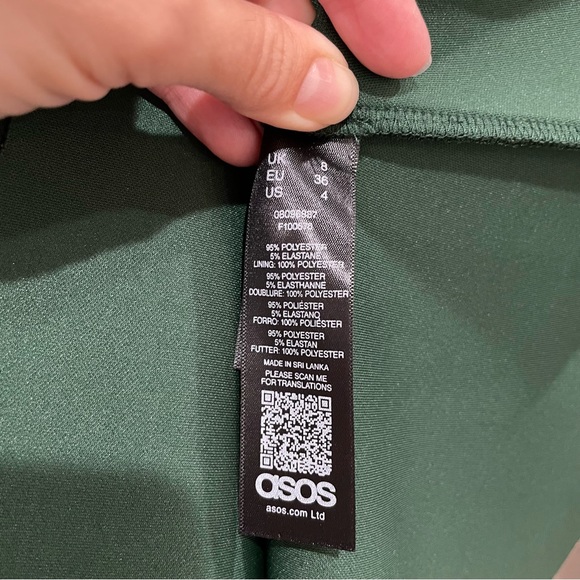 UK 8
EU 36
US 4
F100570
95% POLYESTER
5% ELASTANE
LINING: 100% POLYESTER
95% POLYESTER
5% ELASTHANNE
DOUBLURE: 100% POLYESTER
95% POLIÉSTER
5% ELASTANO
FORRO: 100% POLIÉSTER
95% POLYESTER
5% ELASTAN
FUTTER: 100% POLYESTER
MADE IN SRI LANKA
PLEASE SCAN ME
FOR TRANSLATIONS
asos
asos.com Ltd